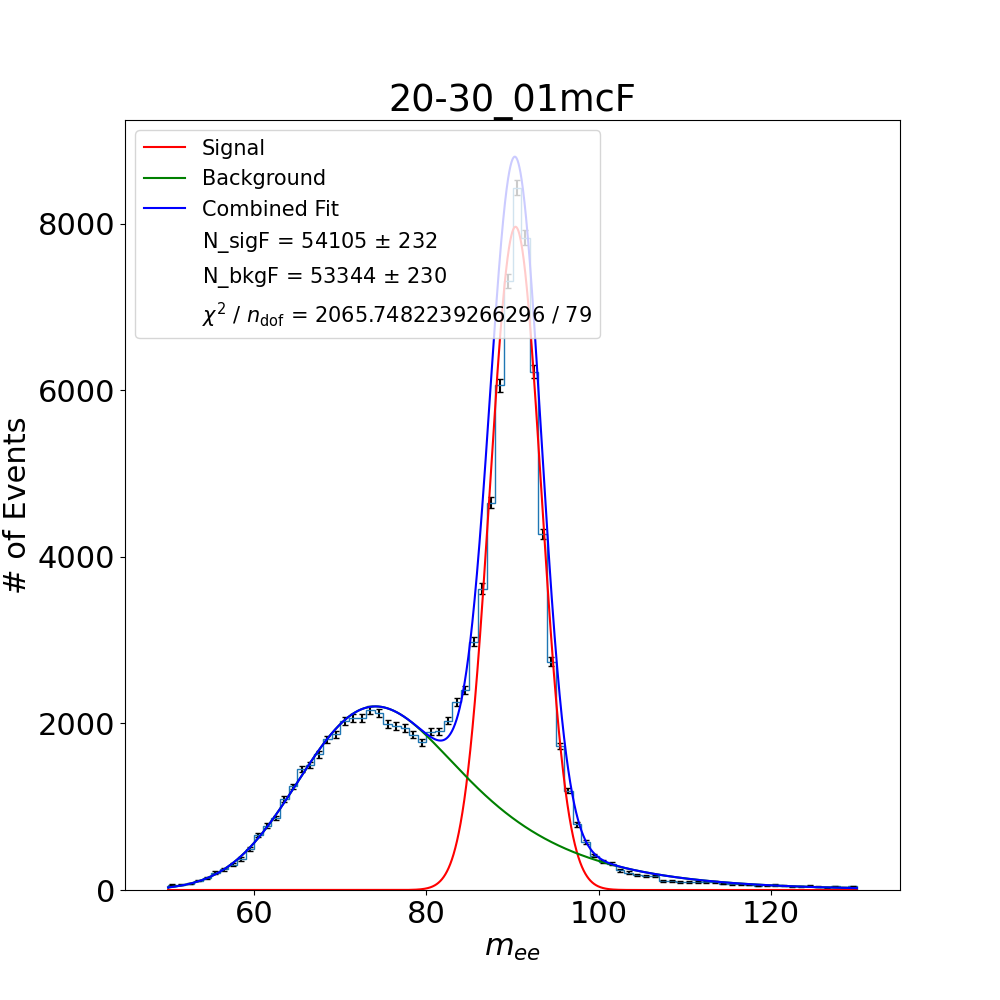 20-30_01mcF
Signal
Background
Combined Fit
N_sigF = 54105 ± 232
N_bkgF = 53344 ± 230
χ² / n_dof = 2065.7482239266296 / 79
8000
6000
4000
2000
0
# of Events
60 80 100 120
m_ee